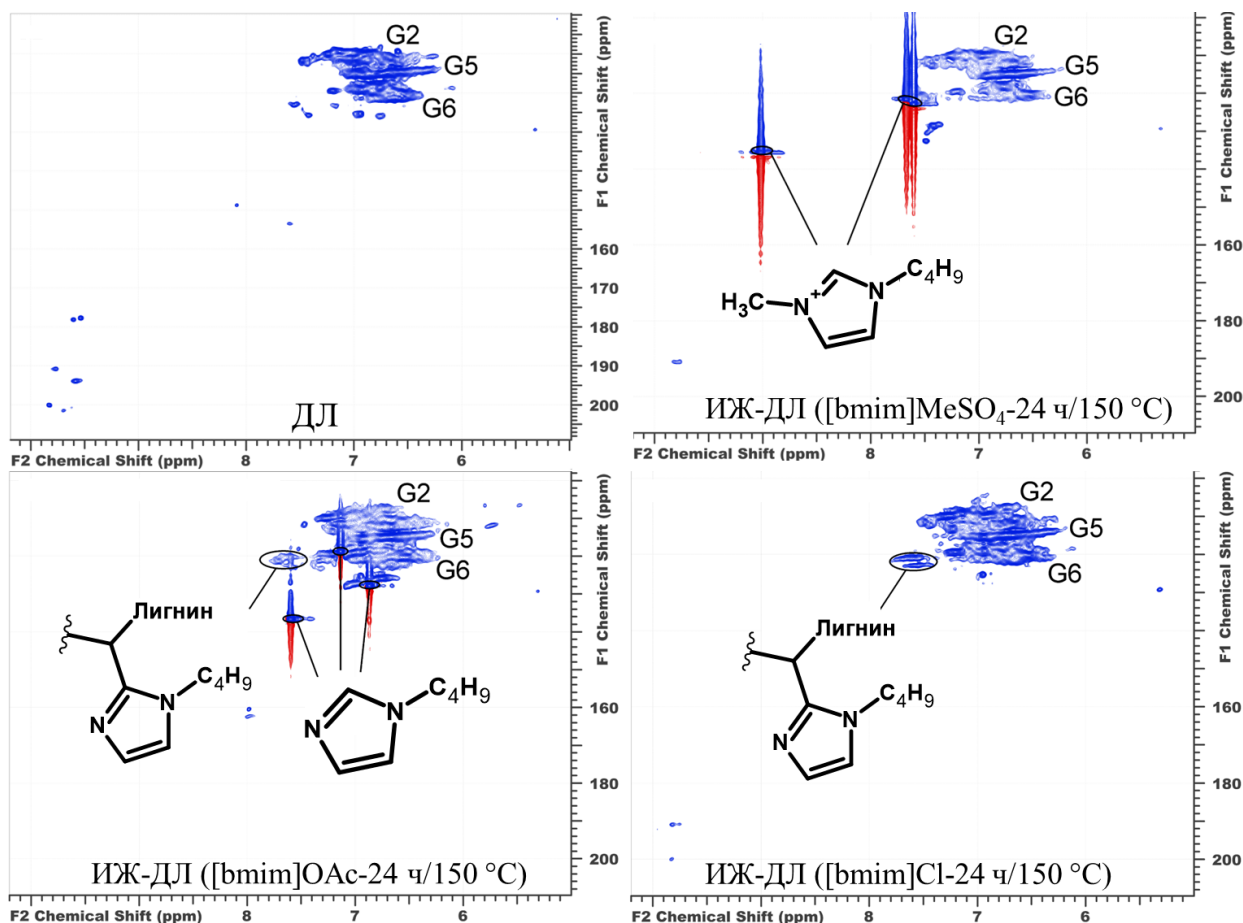 G2
G5
G6
F1 Chemical Shift (ppm)
160
170
180
190
200
ДЛ
F2 Chemical Shift (ppm)
8
7
6
G2
G5
G6
F1 Chemical Shift (ppm)
160
180
200
H₃C
N
+
N
C₄H₉
ИЖ-ДЛ ([bmim]MeSO₄-24 ч/150 °C)
F2 Chemical Shift (ppm)
8
7
6
G2
G5
G6
F1 Chemical Shift (ppm)
160
180
200
Лигнин
N
N
C₄H₉
N
N
C₄H₉
ИЖ-ДЛ ([bmim]OAc-24 ч/150 °C)
F2 Chemical Shift (ppm)
8
7
6
G2
G5
G6
F1 Chemical Shift (ppm)
160
180
200
Лигнин
N
N
C₄H₉
ИЖ-ДЛ ([bmim]Cl-24 ч/150 °C)
F2 Chemical Shift (ppm)
8
7
6